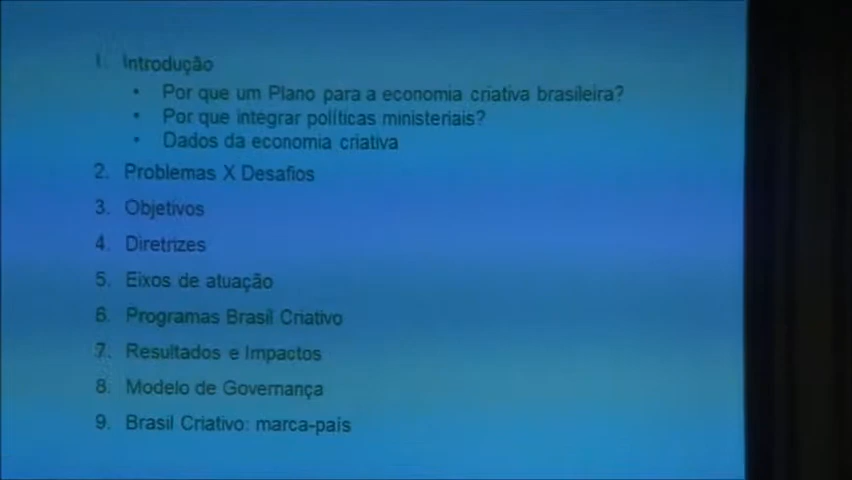 1. Introdução
• Por que um Plano para a economia criativa brasileira?
• Por que integrar políticas ministeriais?
• Dados da economia criativa
2. Problemas X Desafios
3. Objetivos
4. Diretrizes
5. Eixos de atuação
6. Programas Brasil Criativo
7. Resultados e Impactos
8. Modelo de Governança
9. Brasil Criativo: marca-país